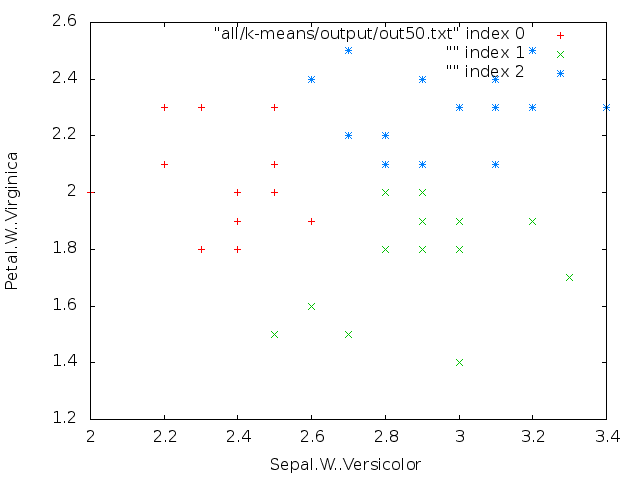 2.6
"all/k-means/output/out50.txt" index 0
"" index 1
2.4
"" index 2
2.2
Petal.W..Virginica
2
1.8
1.6
1.4
1.2
2 2.2 2.4 2.6 2.8 3 3.2 3.4
Sepal.W..Versicolor